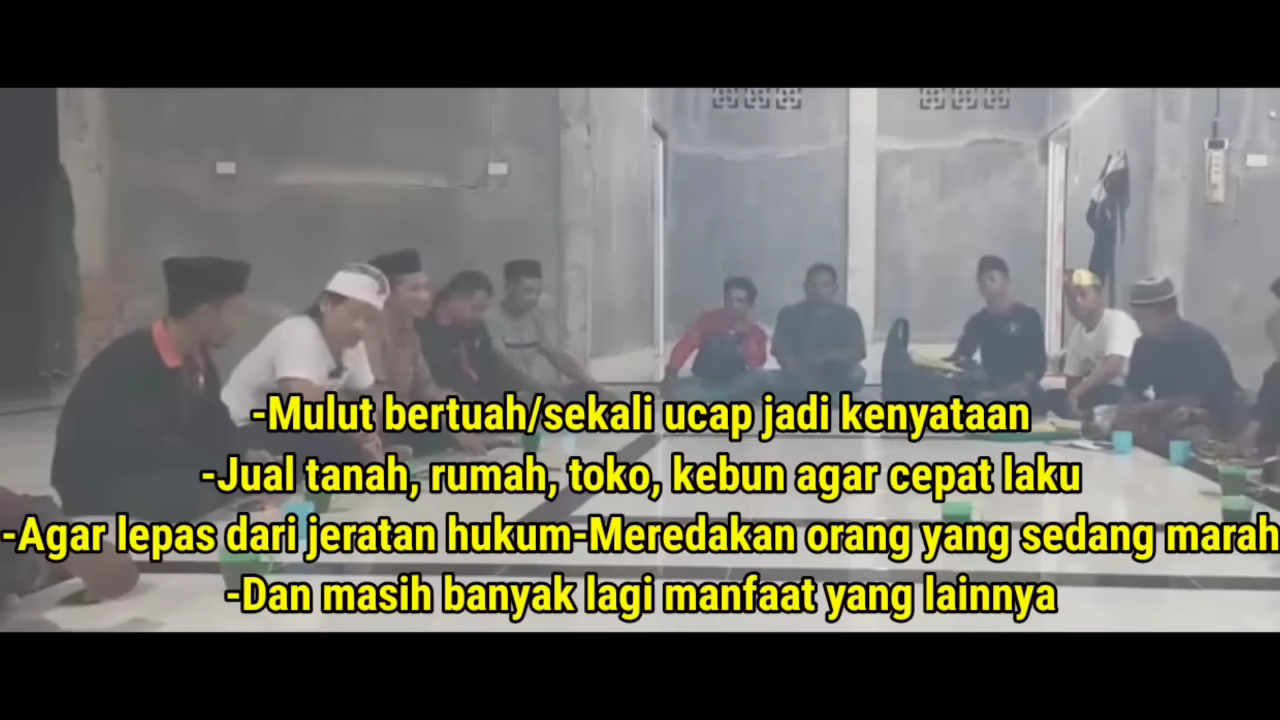 -Mulut bertuah/sekali ucap jadi kenyataan
-Jual tanah, rumah, toko, kebun agar cepat laku
-Agar lepas dari jeratan hukum-Meredakan orang yang sedang marah
-Dan masih banyak lagi manfaat yang lainnya